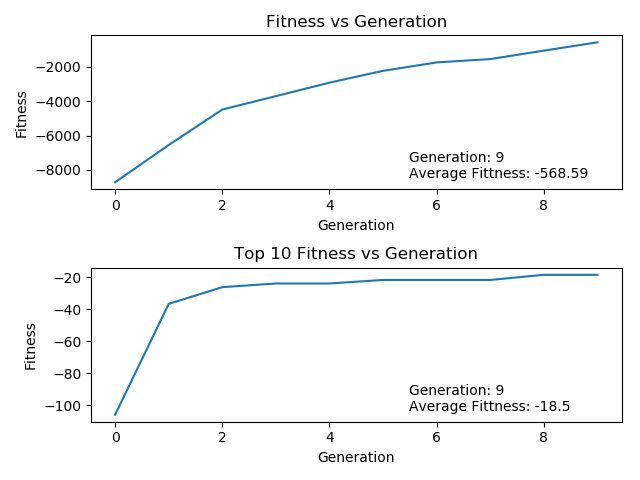 Fitness vs Generation
Fitness
−2000
−4000
−6000
−8000
Generation: 9
Average Fittness: -568.59
0 2 4 6 8
Generation
Top 10 Fitness vs Generation
Fitness
−20
−40
−60
−80
−100
Generation: 9
Average Fittness: -18.5
0 2 4 6 8
Generation